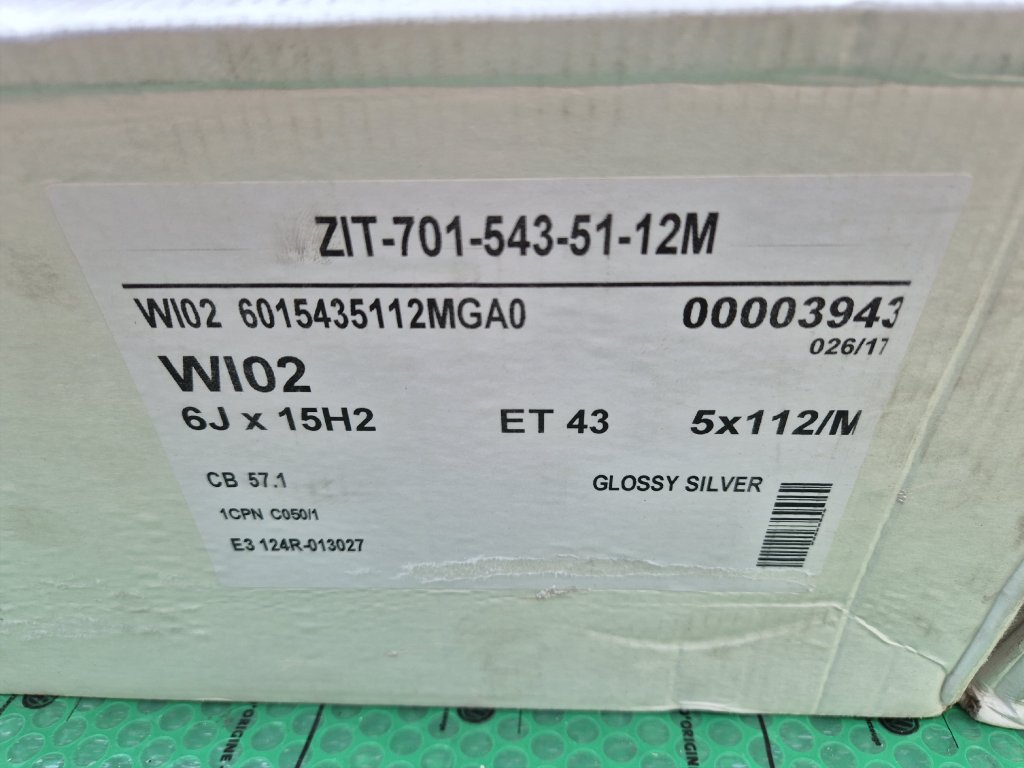 ZIT-701-543-51-12M
WI02 6015435112MGA0 00003943
026/17
WI02
6J x 15H2 ET 43 5x112/M
CB 57.1 GLOSSY SILVER
1CPN C050/1
E3 124R-013027
D'ORIGINE